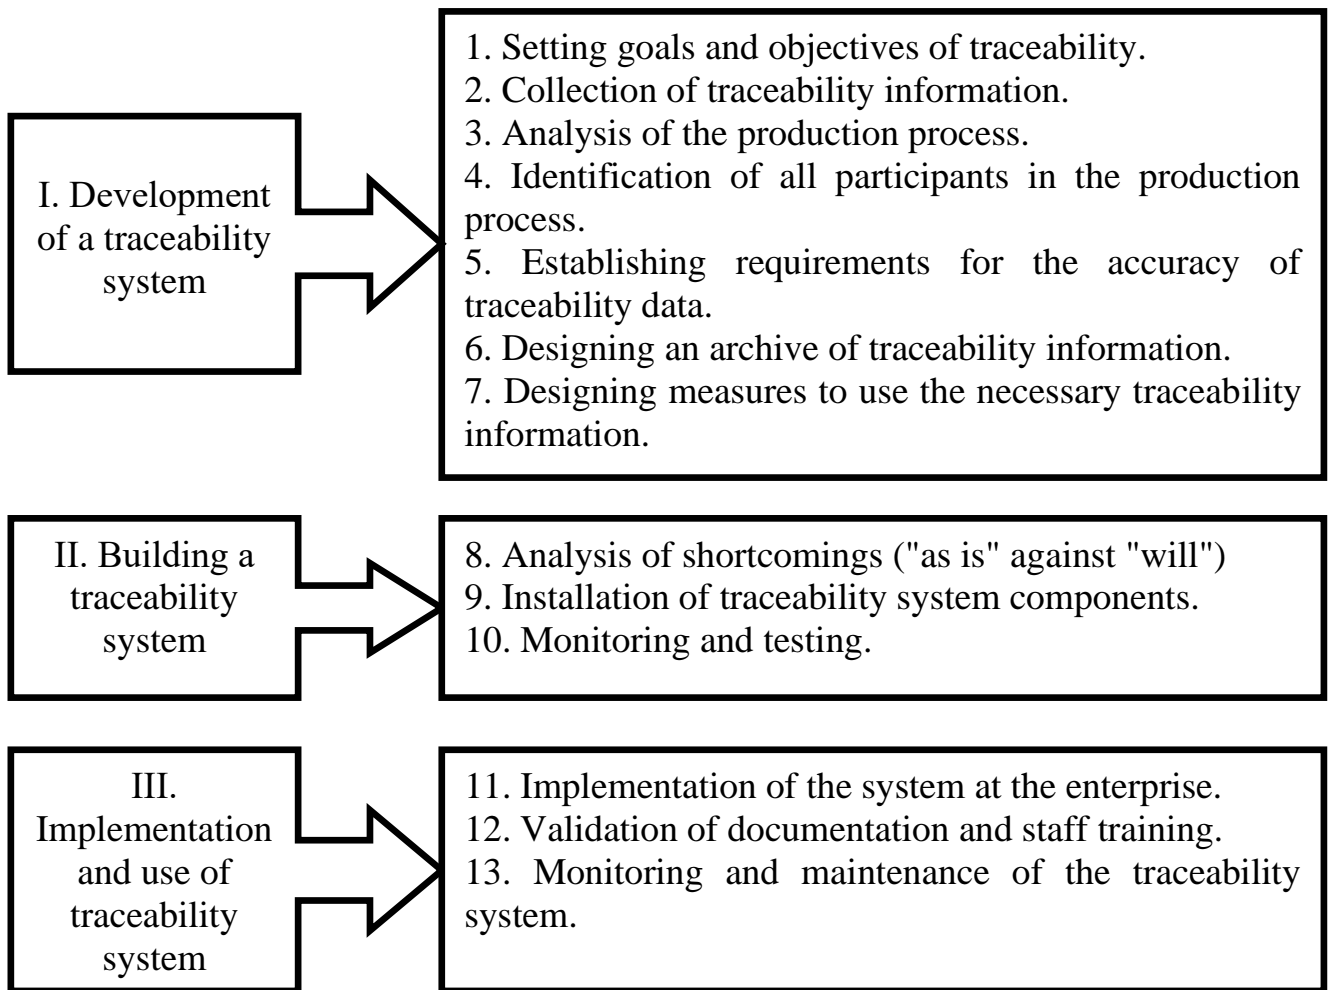 I. Development
of a traceability
system
1. Setting goals and objectives of traceability.
2. Collection of traceability information.
3. Analysis of the production process.
4. Identification of all participants in the production
process.
5. Establishing requirements for the accuracy of
traceability data.
6. Designing an archive of traceability information.
7. Designing measures to use the necessary traceability
information.
II. Building a
traceability
system
8. Analysis of shortcomings ("as is" against "will")
9. Installation of traceability system components.
10. Monitoring and testing.
III.
Implementation
and use of
traceability
system
11. Implementation of the system at the enterprise.
12. Validation of documentation and staff training.
13. Monitoring and maintenance of the traceability
system.